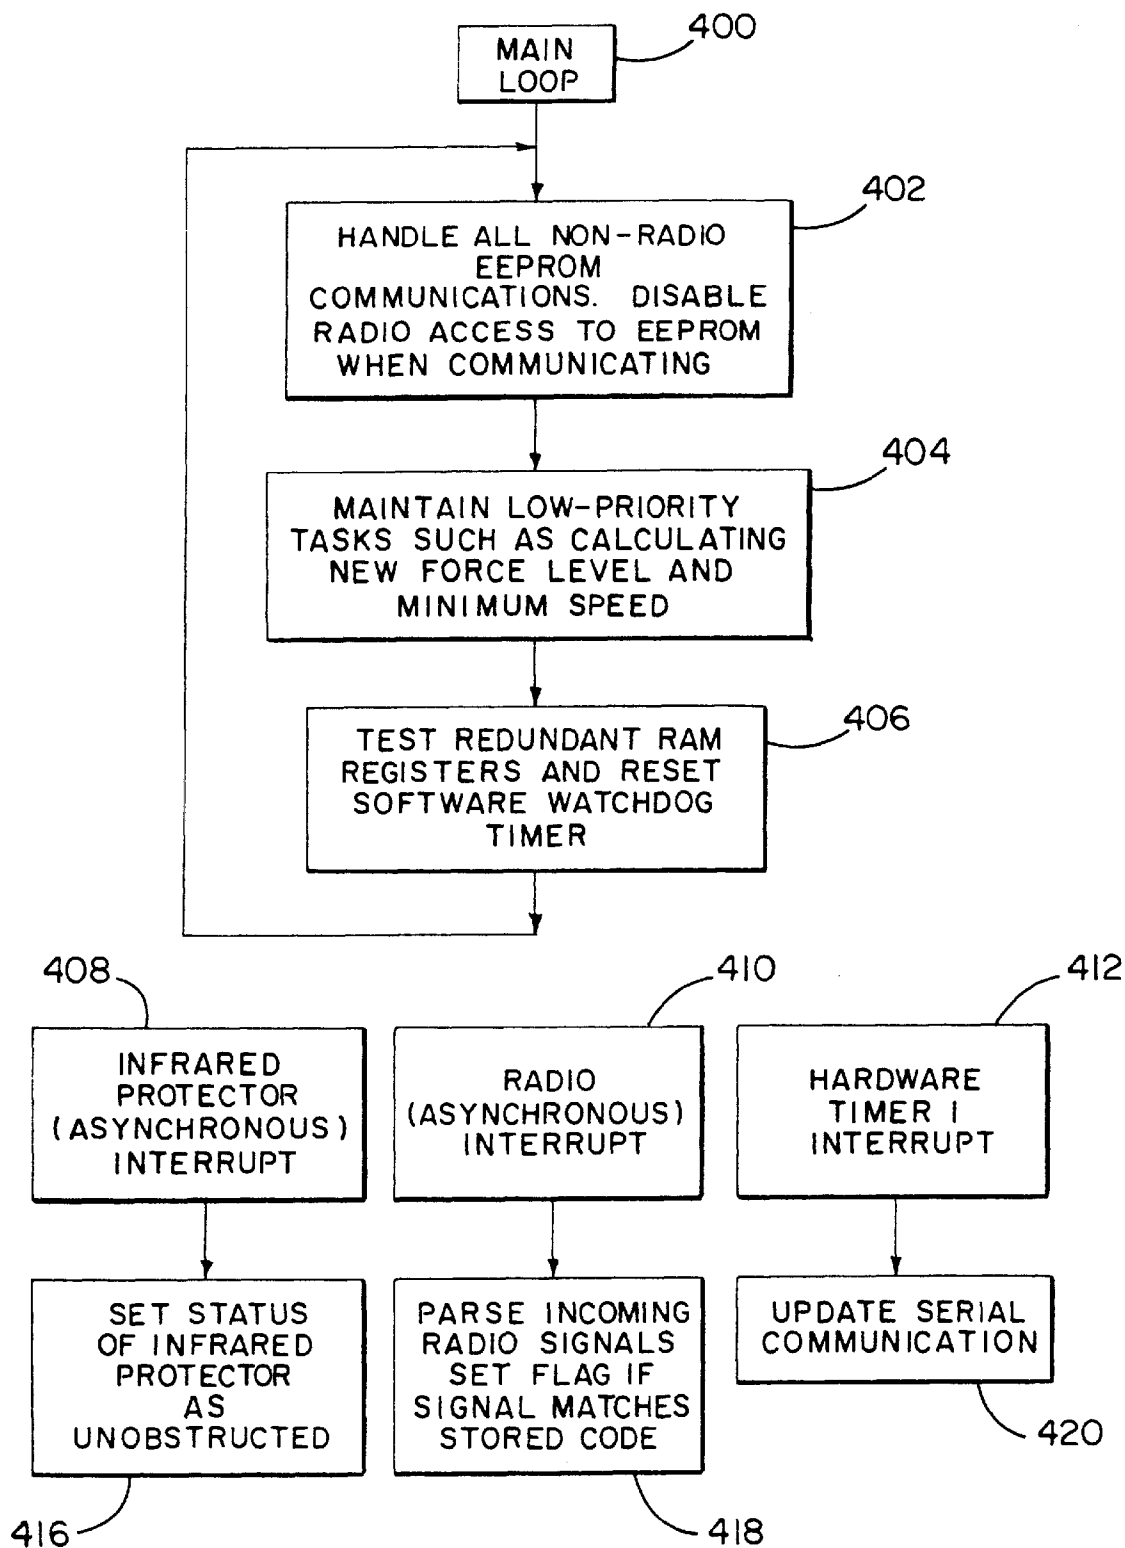 400
MAIN
LOOP
402
HANDLE ALL NON-RADIO
EEPROM
COMMUNICATIONS. DISABLE
RADIO ACCESS TO EEPROM
WHEN COMMUNICATING
404
MAINTAIN LOW-PRIORITY
TASKS SUCH AS CALCULATING
NEW FORCE LEVEL AND
MINIMUM SPEED
406
TEST REDUNDANT RAM
REGISTERS AND RESET
SOFTWARE WATCHDOG
TIMER
408
INFRARED
PROTECTOR
(ASYNCHRONOUS)
INTERRUPT
410
RADIO
(ASYNCHRONOUS)
INTERRUPT
412
HARDWARE
TIMER 1
INTERRUPT
SET STATUS
OF INFRARED
PROTECTOR
AS
UNOBSTRUCTED
416
PARSE INCOMING
RADIO SIGNALS
SET FLAG IF
SIGNAL MATCHES
STORED CODE
418
UPDATE SERIAL
COMMUNICATION
420